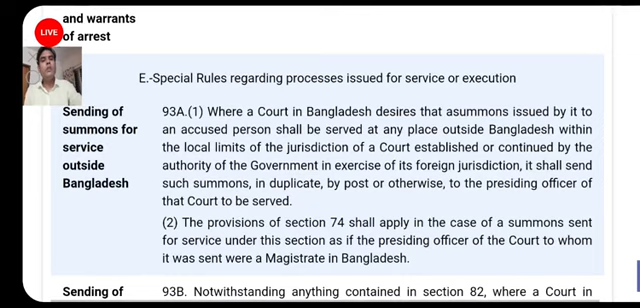 and warrants
of arrest
LIVE
E.-Special Rules regarding processes issued for service or execution
Sending of
summons for
service
outside
Bangladesh
93A.(1) Where a Court in Bangladesh desires that asummons issued by it to
an accused person shall be served at any place outside Bangladesh within
the local limits of the jurisdiction of a Court established or continued by the
authority of the Government in exercise of its foreign jurisdiction, it shall send
such summons, in duplicate, by post or otherwise, to the presiding officer of
that Court to be served.
(2) The provisions of section 74 shall apply in the case of a summons sent
for service under this section as if the presiding officer of the Court to whom
it was sent were a Magistrate in Bangladesh.
Sending of
93B. Notwithstanding anything contained in section 82, where a Court in